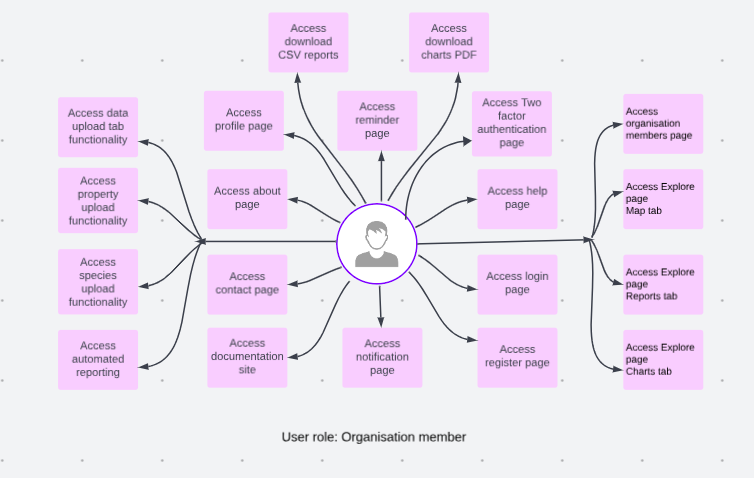 Access
download
CSV reports
Access
download
charts PDF
Access data
upload tab
functionality
Access
profile page
Access
reminder
page
Access Two
factor
authentication
page
Access
organisation
members page
Access
property
upload
functionality
Access about
page
Access help
page
Access Explore
page
Map tab
Access
species
upload
functionality
Access
contact page
Access login
page
Access Explore
page
Reports tab
Access
automated
reporting
Access
documentation
site
Access
notification
page
Access
register page
Access Explore
page
Charts tab
User role: Organisation member